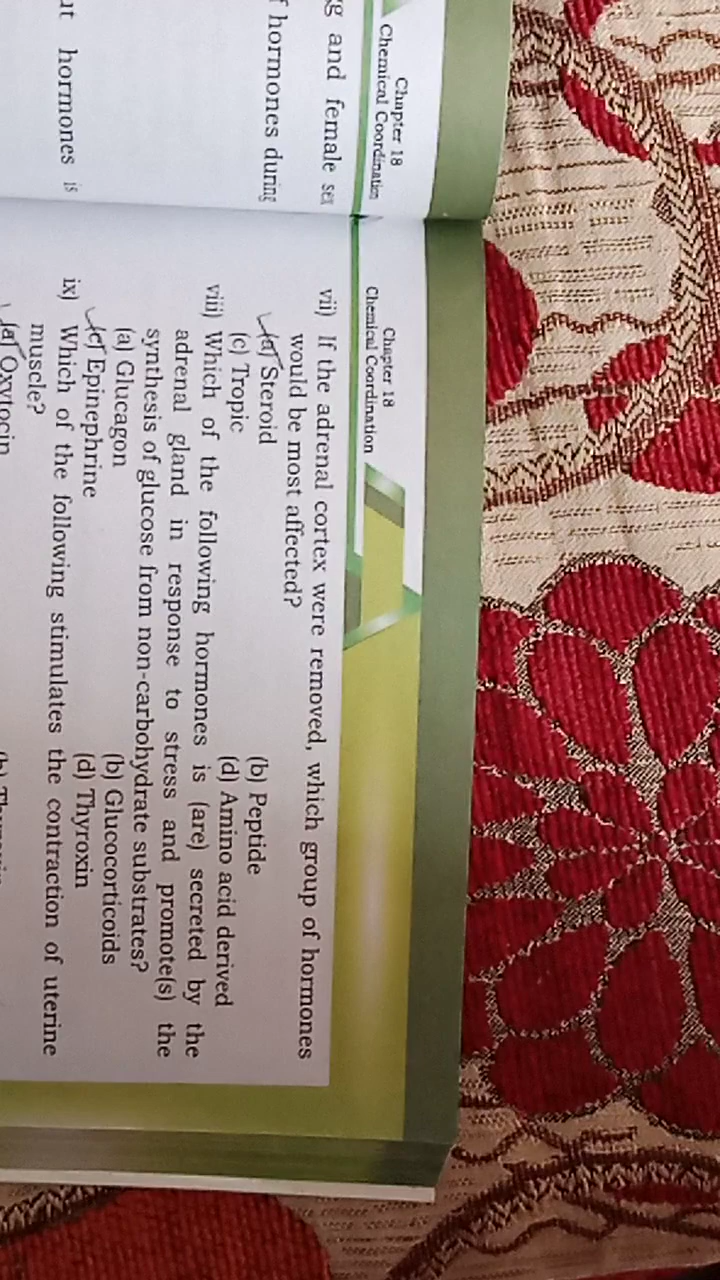 Chapter 18
Chemical Coordination
and female sex
hormones during
hormones is
Chapter 18
Chemical Coordination
vii) If the adrenal cortex were removed, which group of hormones
would be most affected?
(a) Steroid (b) Peptide
(c) Tropic (d) Amino acid derived
viii) Which of the following hormones is (are) secreted by the
adrenal gland in response to stress and promote(s) the
synthesis of glucose from non-carbohydrate substrates?
(a) Glucagon (b) Glucocorticoids
(c) Epinephrine (d) Thyroxin
ix) Which of the following stimulates the contraction of uterine
muscle?
(a) Oxytocin